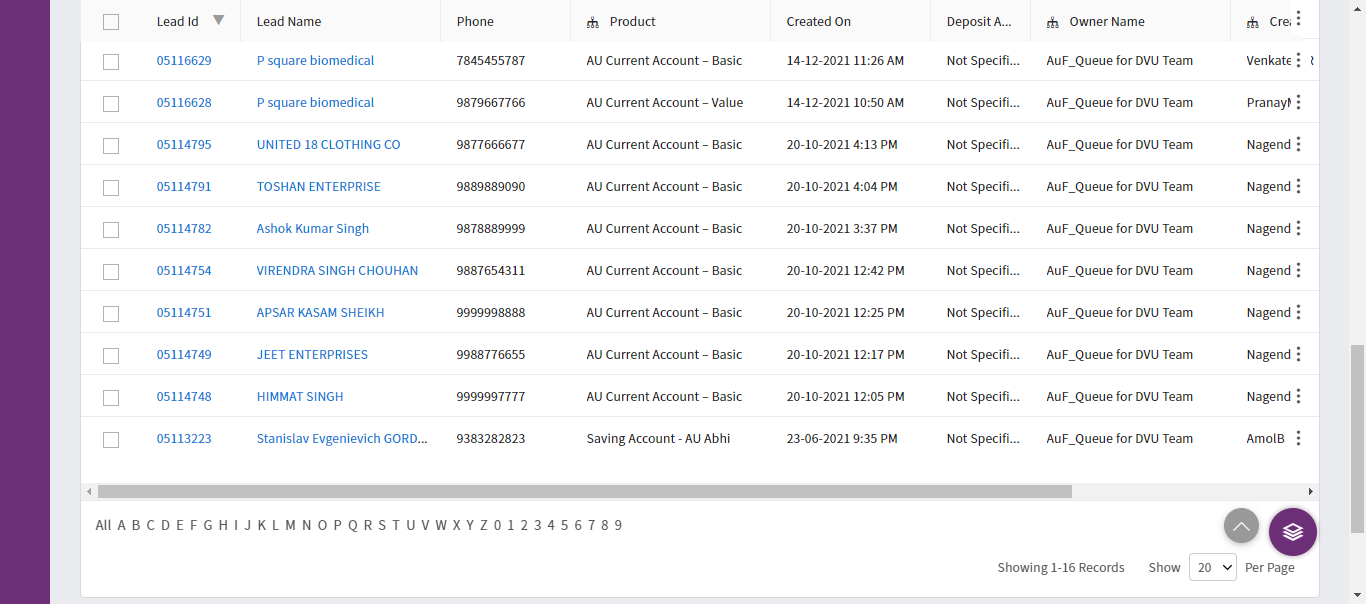 Lead Id Lead Name Phone Product Created On Deposit A... Owner Name
05116629 P square biomedical 7845455787 AU Current Account – Basic 14-12-2021 11:26 AM Not Specifi... AuF_Queue for DVU Team Venkate
05116628 P square biomedical 9879667766 AU Current Account – Value 14-12-2021 10:50 AM Not Specifi... AuF_Queue for DVU Team Pranay
05114795 UNITED 18 CLOTHING CO 9877666677 AU Current Account – Basic 20-10-2021 4:13 PM Not Specifi... AuF_Queue for DVU Team Nagend
05114791 TOSHAN ENTERPRISE 9889889090 AU Current Account – Basic 20-10-2021 4:04 PM Not Specifi... AuF_Queue for DVU Team Nagend
05114782 Ashok Kumar Singh 9878889999 AU Current Account – Basic 20-10-2021 3:37 PM Not Specifi... AuF_Queue for DVU Team Nagend
05114754 VIRENDRA SINGH CHOUHAN 9887654311 AU Current Account – Basic 20-10-2021 12:42 PM Not Specifi... AuF_Queue for DVU Team Nagend
05114751 APSAR KASAM SHEIKH 9999998888 AU Current Account – Basic 20-10-2021 12:25 PM Not Specifi... AuF_Queue for DVU Team Nagend
05114749 JEET ENTERPRISES 9988776655 AU Current Account – Basic 20-10-2021 12:17 PM Not Specifi... AuF_Queue for DVU Team Nagend
05114748 HIMMAT SINGH 9999997777 AU Current Account – Basic 20-10-2021 12:05 PM Not Specifi... AuF_Queue for DVU Team Nagend
05113223 Stanislav Evgenievich GORD... 9383282823 Saving Account - AU Abhi 23-06-2021 9:35 PM Not Specifi... AuF_Queue for DVU Team AmolB
All A B C D E F G H I J K L M N O P Q R S T U V W X Y Z 0 1 2 3 4 5 6 7 8 9
Showing 1-16 Records Show 20 Per Page